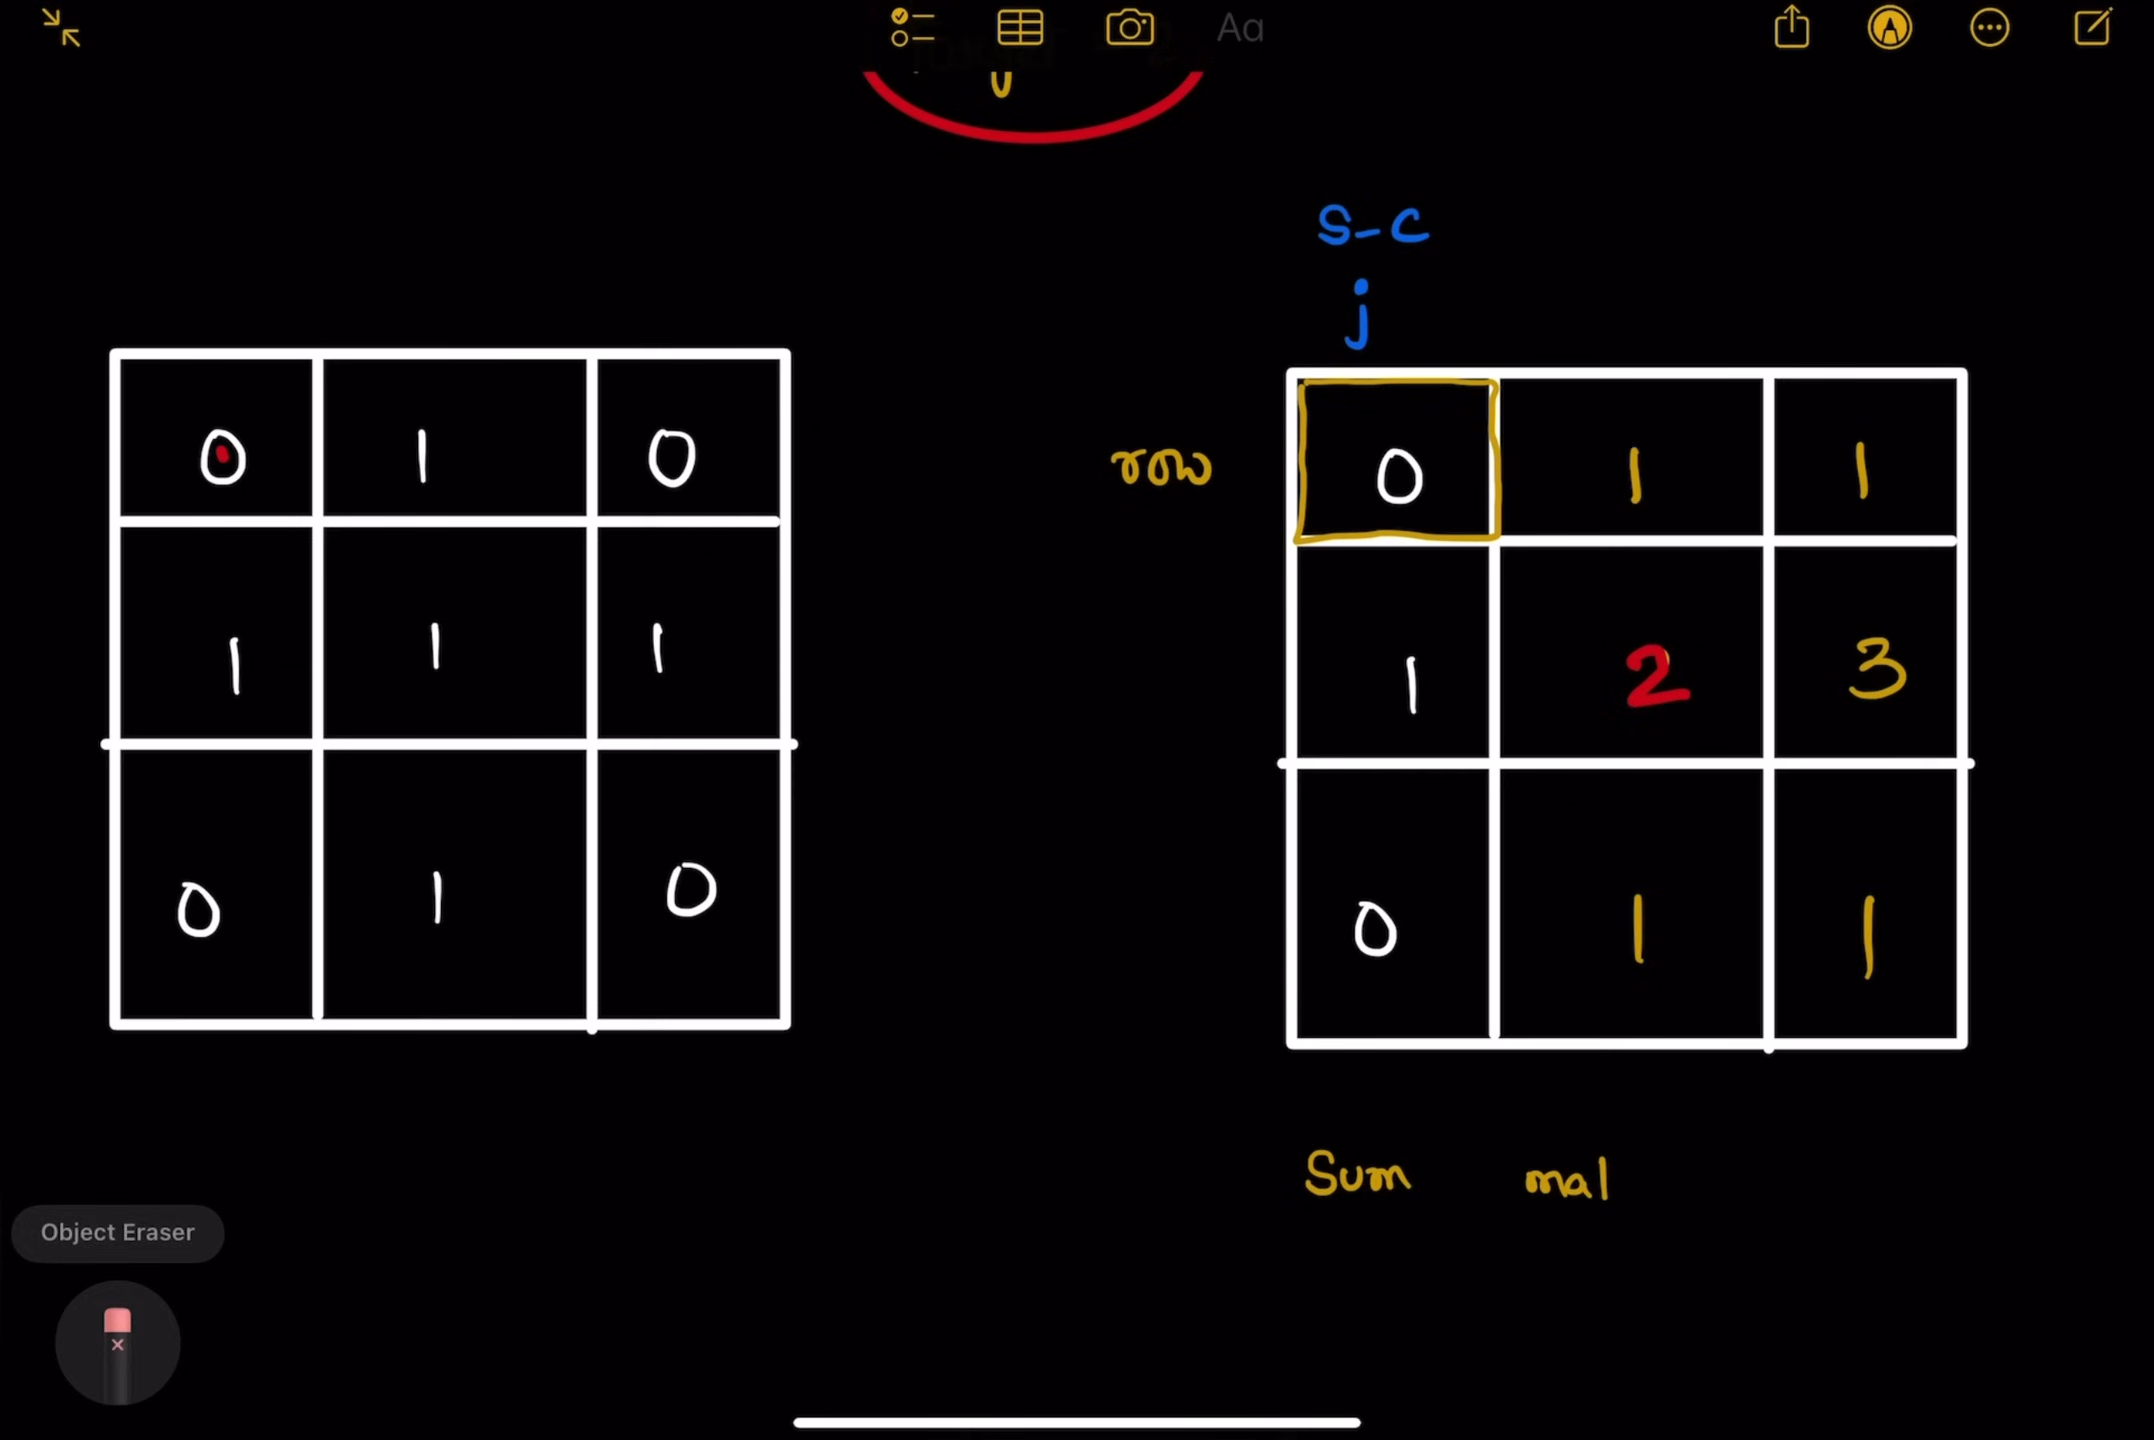 Aa
s-c
j
0 1 0
row 0 1 1
1 1 1
1 2 3
0 1 0
0 1 1
Sum mal
Object Eraser